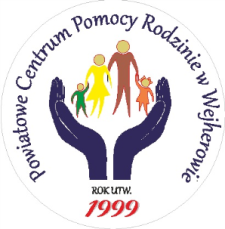 Powiatowe Centrum Pomocy Rodzinie w Wejherowie
ROK UTW.
1999